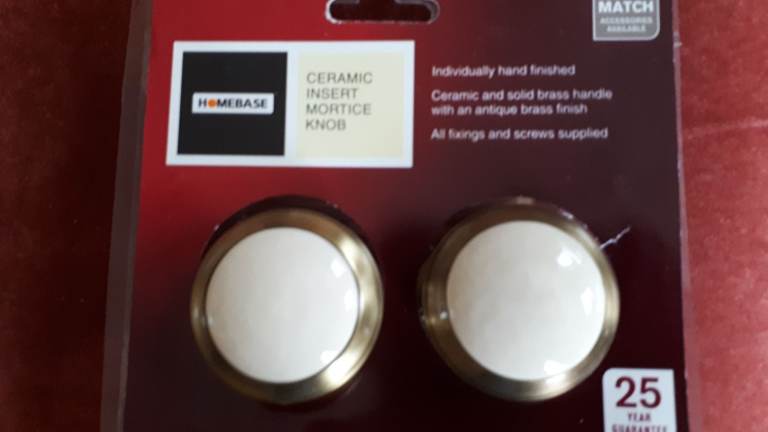 MATCH
ACCESSORIES
AVAILABLE
HOMEBASE
CERAMIC
INSERT
MORTICE
KNOB
Individually hand finished
Ceramic and solid brass handle
with an antique brass finish
All fixings and screws supplied
25
YEAR
GUARANTEE